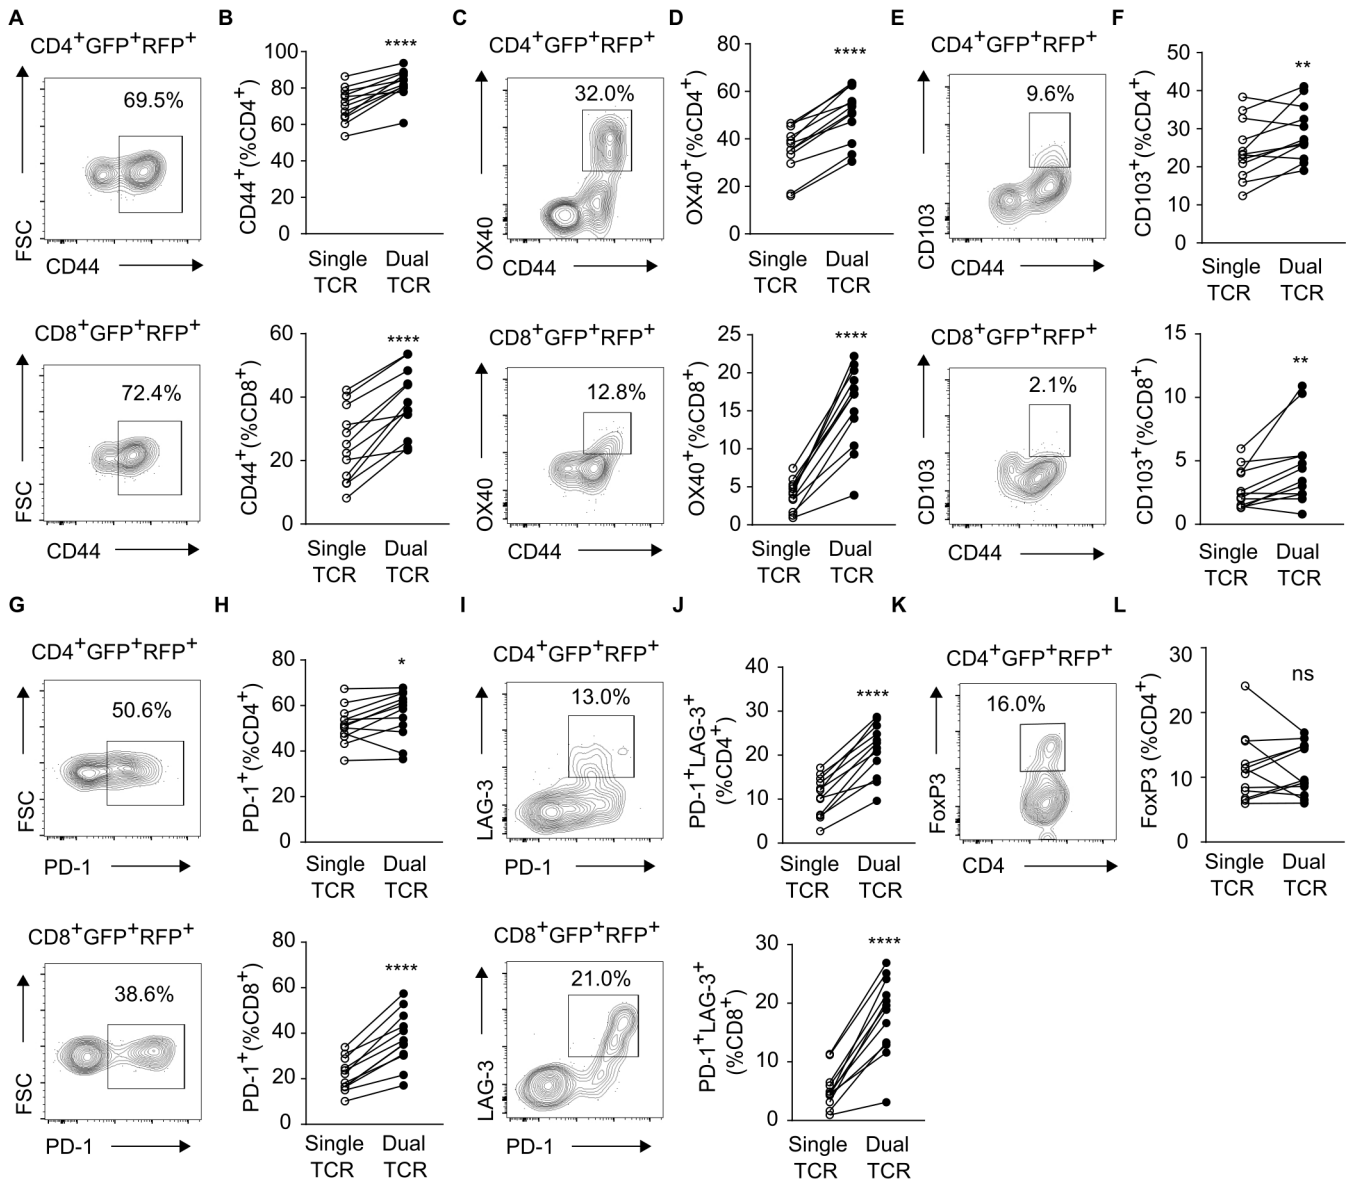 A
B
C
D
E
F
CD4+GFP+RFP+
69.5%
FSC
CD44
100
80
60
40
20
0
CD44+(%CD4+)
****
Single TCR
Dual TCR
CD4+GFP+RFP+
32.0%
OX40
CD44
80
60
40
20
0
OX40+(%CD4+)
****
Single TCR
Dual TCR
CD4+GFP+RFP+
9.6%
CD103
CD44
50
40
30
20
10
0
CD103+(%CD4+)
**
Single TCR
Dual TCR
CD8+GFP+RFP+
72.4%
FSC
CD44
60
40
20
0
CD44+(%CD8+)
****
Single TCR
Dual TCR
CD8+GFP+RFP+
12.8%
OX40
CD44
25
20
15
10
5
0
OX40+(%CD8+)
****
Single TCR
Dual TCR
CD8+GFP+RFP+
2.1%
CD103
CD44
15
10
5
0
CD103+(%CD8+)
**
Single TCR
Dual TCR
G
H
I
J
K
L
CD4+GFP+RFP+
50.6%
FSC
PD-1
80
60
40
20
0
PD-1+(%CD4+)
*
Single TCR
Dual TCR
CD4+GFP+RFP+
13.0%
LAG-3
PD-1
40
30
20
10
0
PD-1+LAG-3+
(%CD4+)
****
Single TCR
Dual TCR
CD4+GFP+RFP+
16.0%
FoxP3
CD4
30
20
10
0
FoxP3 (%CD4+)
ns
Single TCR
Dual TCR
CD8+GFP+RFP+
38.6%
FSC
PD-1
80
60
40
20
0
PD-1+(%CD8+)
****
Single TCR
Dual TCR
CD8+GFP+RFP+
21.0%
LAG-3
PD-1
30
20
10
0
PD-1+LAG-3+
(%CD8+)
****
Single TCR
Dual TCR